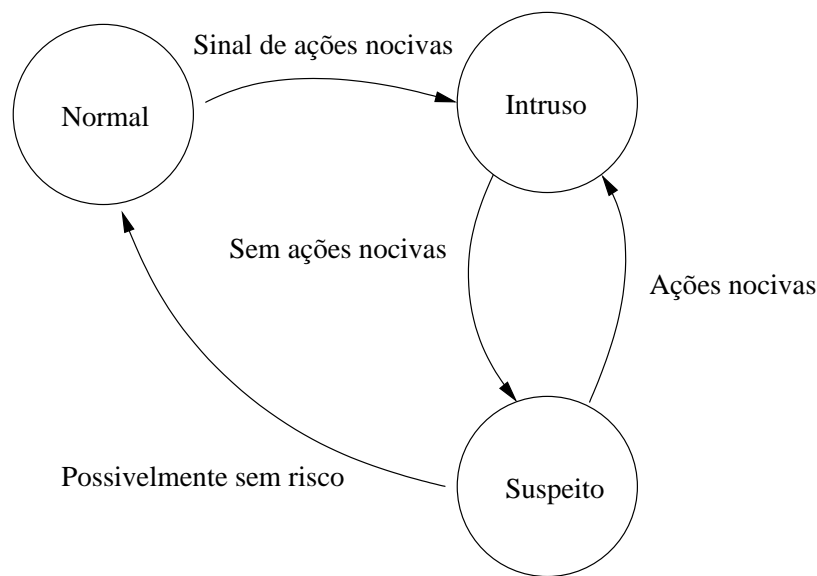 Sinal de ações nocivas
Normal
Intruso
Sem ações nocivas
Ações nocivas
Possivelmente sem risco
Suspeito